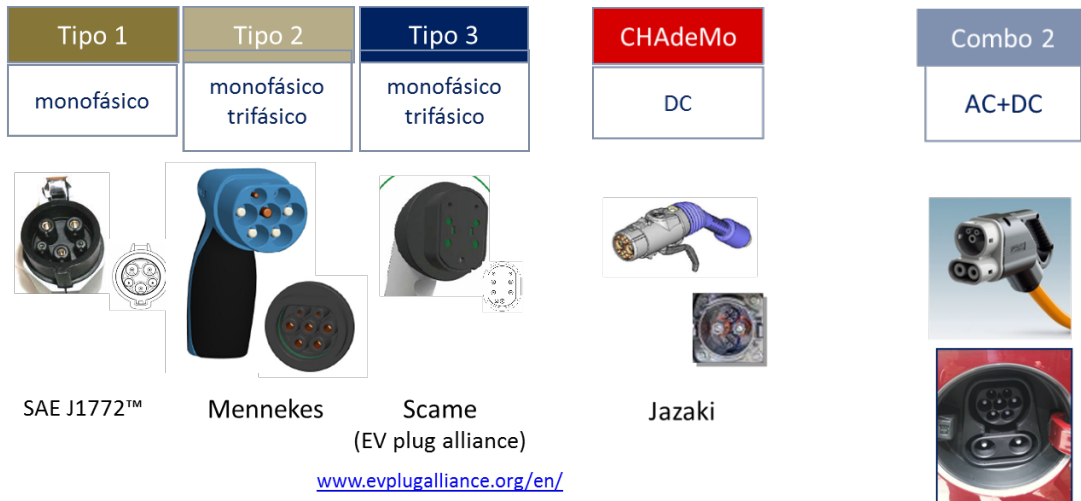 Tipo 1
monofásico
SAE J1772™
Tipo 2
monofásico
trifásico
Mennekes
Tipo 3
monofásico
trifásico
Scame
(EV plug alliance)
www.evplugalliance.org/en/
CHAdeMo
DC
Jazaki
Combo 2
AC+DC